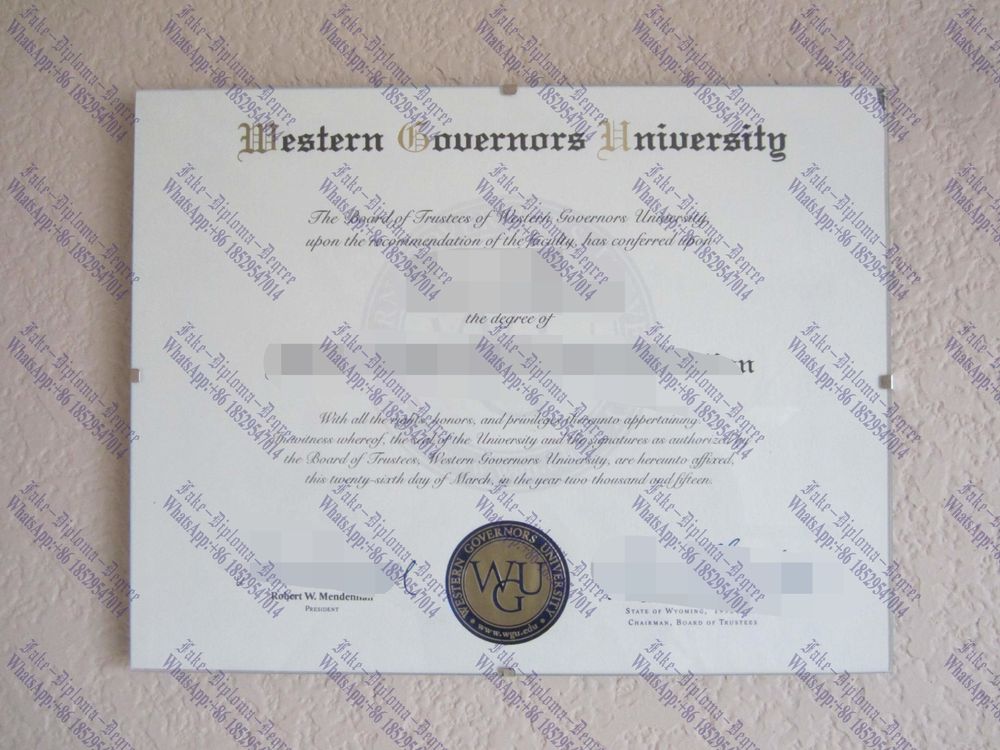 Western Governors University
The Board of Trustees of Western Governors University,
upon the recommendation of the faculty, has conferred upon
the degree of
With all the rights, honors, and privileges thereunto appertaining.
In witness whereof, the seal of the University and the signatures as authorized by
the Board of Trustees, Western Governors University, are hereunto affixed,
this twenty-sixth day of March, in the year two thousand and fifteen.
Robert W. Mendenhall
President
State of Wyoming,
Chairman, Board of Trustees
WESTERN GOVERNORS UNIVERSITY
WGU
www.wgu.edu
Fake-Diploma-Degree
WhatsApp:+86 18529547014